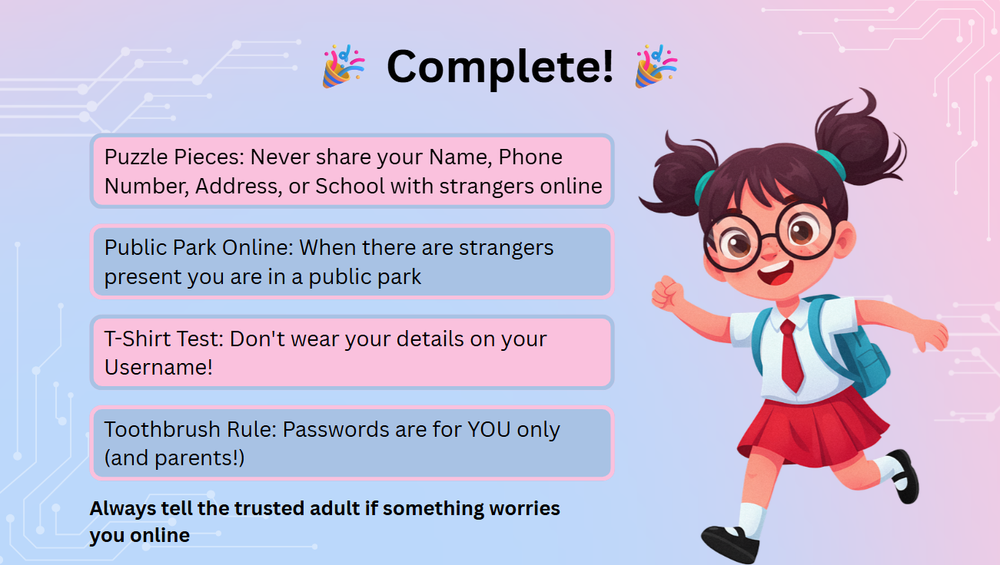 Complete!
Puzzle Pieces: Never share your Name, Phone
Number, Address, or School with strangers online
Public Park Online: When there are strangers
present you are in a public park
T-Shirt Test: Don't wear your details on your
Username!
Toothbrush Rule: Passwords are for YOU only
(and parents!)
Always tell the trusted adult if something worries
you online